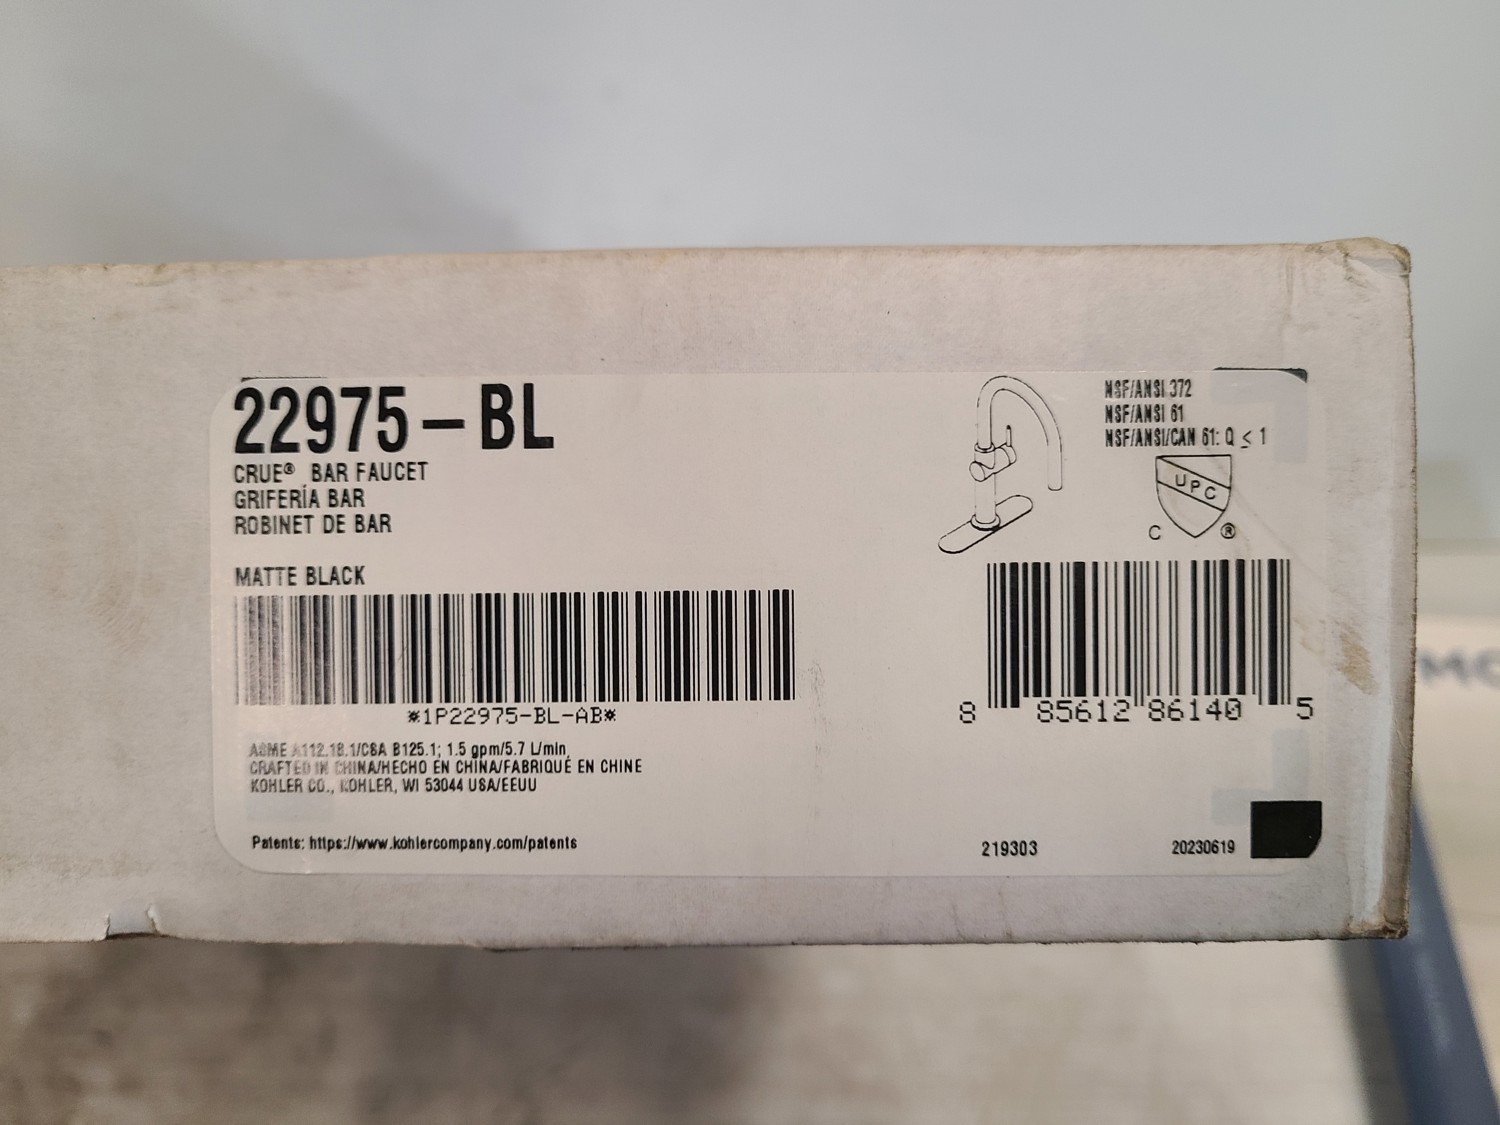 22975-BL
CRUE® BAR FAUCET
GRIFERÍA BAR
ROBINET DE BAR
MATTE BLACK
*1P22975-BL-AB*
ASME A112.18.1/CSA B125.1; 1.5 gpm/5.7 L/min
CRAFTED IN CHINA/HECHO EN CHINA/FABRIQUÉ EN CHINE
KOHLER CO., KOHLER, WI 53044 USA/EEUU
Patents: https://www.kohlercompany.com/patents
NSF/ANSI 372
NSF/ANSI 61
NSF/ANSI/CAN 61: Q ≤ 1
UPC
C ®
8 85612 86140 5
219303
20230619